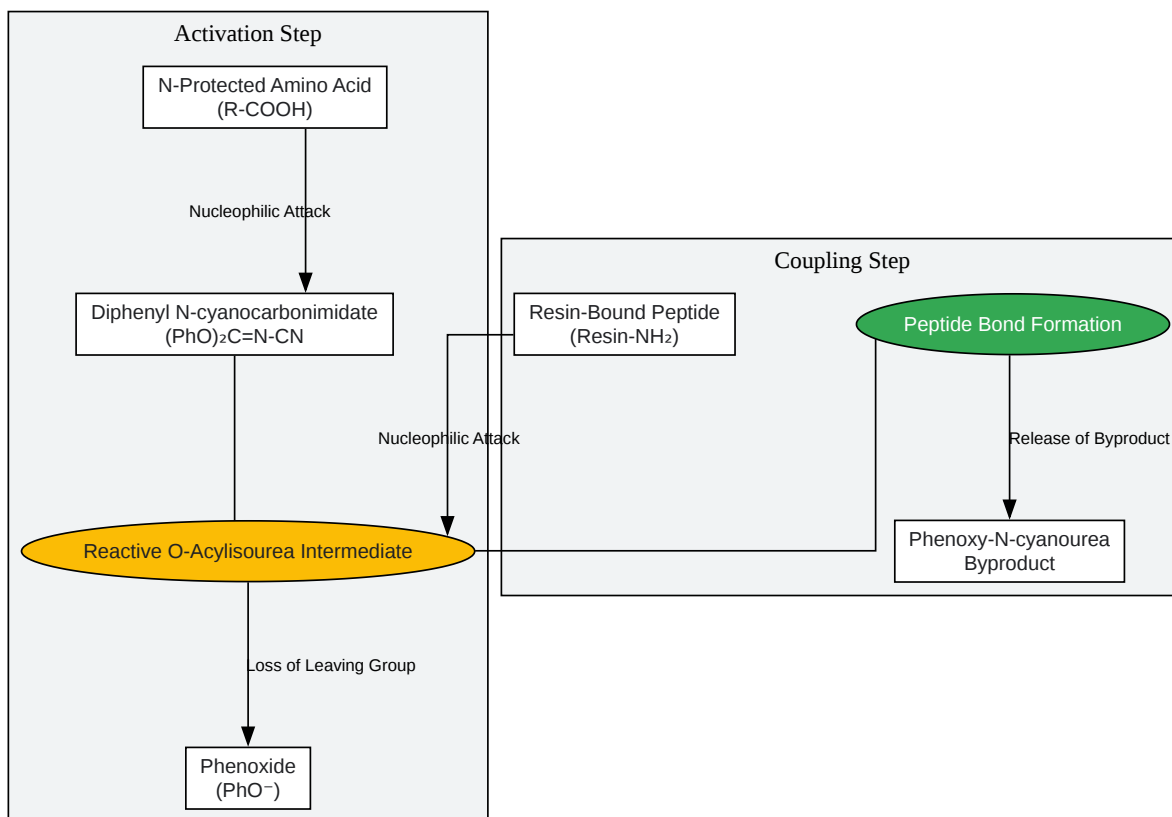 Activation Step
N-Protected Amino Acid
(R-COOH)
Nucleophilic Attack
Diphenyl N-cyanocarbonimidate
(PhO)₂C=N-CN
Reactive O-Acylisourea Intermediate
Loss of Leaving Group
Phenoxide
(PhO⁻)
Coupling Step
Resin-Bound Peptide
(Resin-NH₂)
Nucleophilic Attack
Peptide Bond Formation
Release of Byproduct
Phenoxy-N-cyanourea
Byproduct